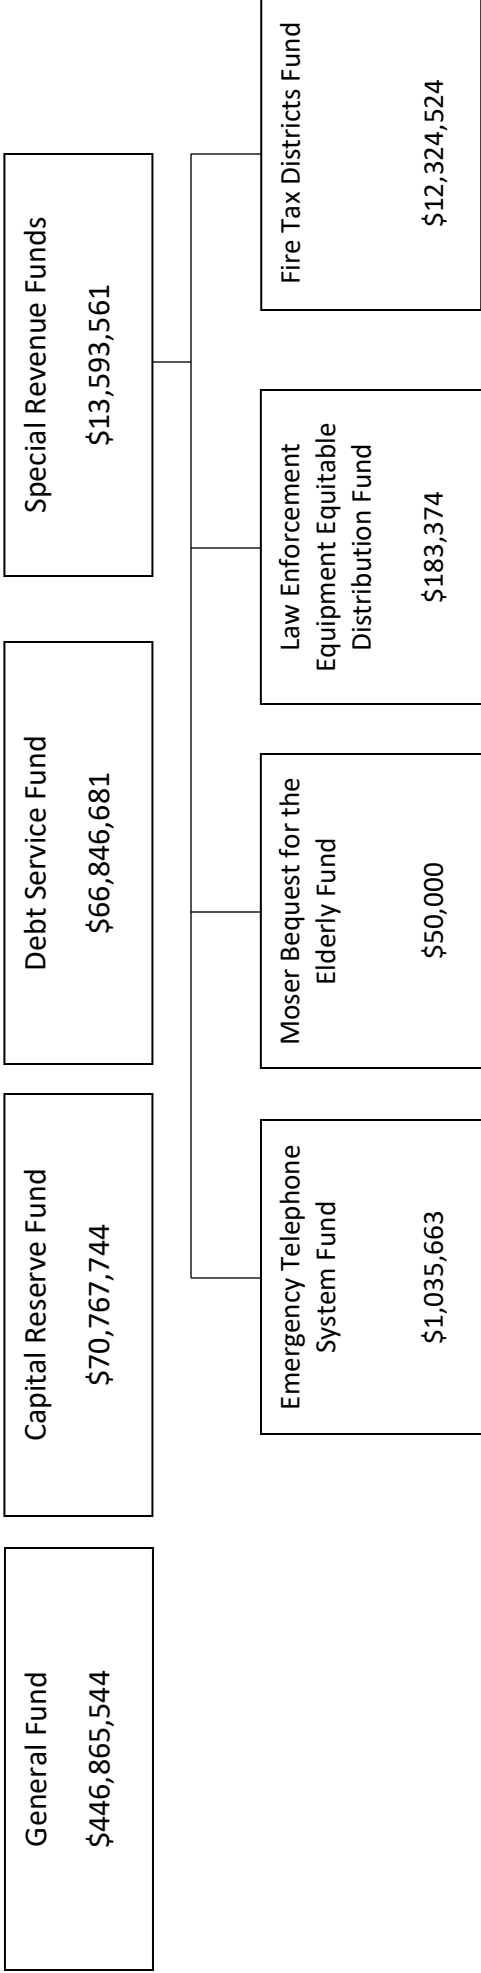 General Fund
$446,865,544
Capital Reserve Fund
$70,767,744
Debt Service Fund
$66,846,681
Special Revenue Funds
$13,593,561
Emergency Telephone
System Fund
$1,035,663
Moser Bequest for the
Elderly Fund
$50,000
Law Enforcement
Equipment Equitable
Distribution Fund
$183,374
Fire Tax Districts Fund
$12,324,524